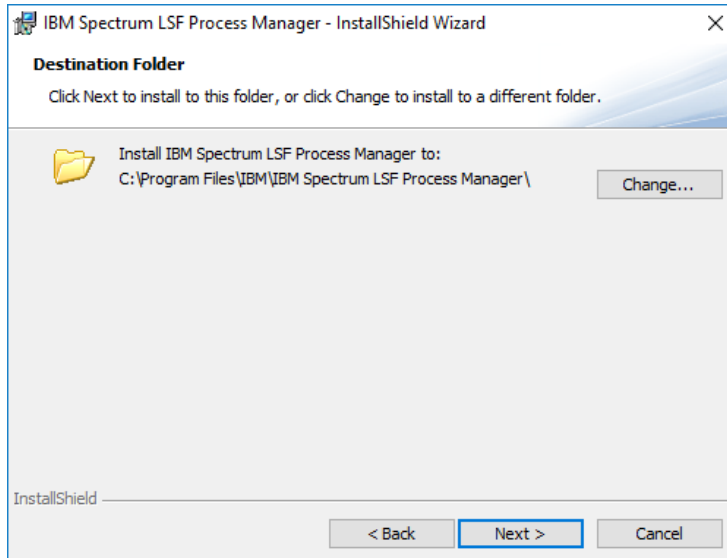 IBM Spectrum LSF Process Manager - InstallShield Wizard
Destination Folder
Click Next to install to this folder, or click Change to install to a different folder.
Install IBM Spectrum LSF Process Manager to:
C:\Program Files\IBM\IBM Spectrum LSF Process Manager\
Change...
InstallShield
< Back
Next >
Cancel